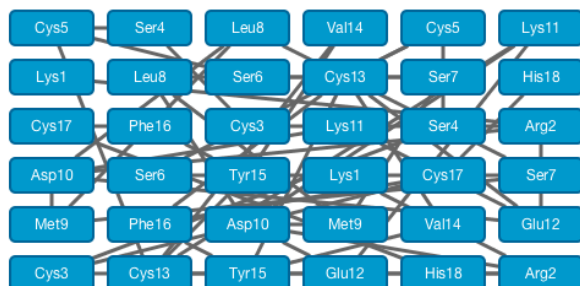 Cys5 Ser4 Leu8 Val14 Cys5 Lys11
Lys1 Leu8 Ser6 Cys13 Ser7 His18
Cys17 Phe16 Cys3 Lys11 Ser4 Arg2
Asp10 Ser6 Tyr15 Lys1 Cys17 Ser7
Met9 Phe16 Asp10 Met9 Val14 Glu12
Cys3 Cys13 Tyr15 Glu12 His18 Arg2